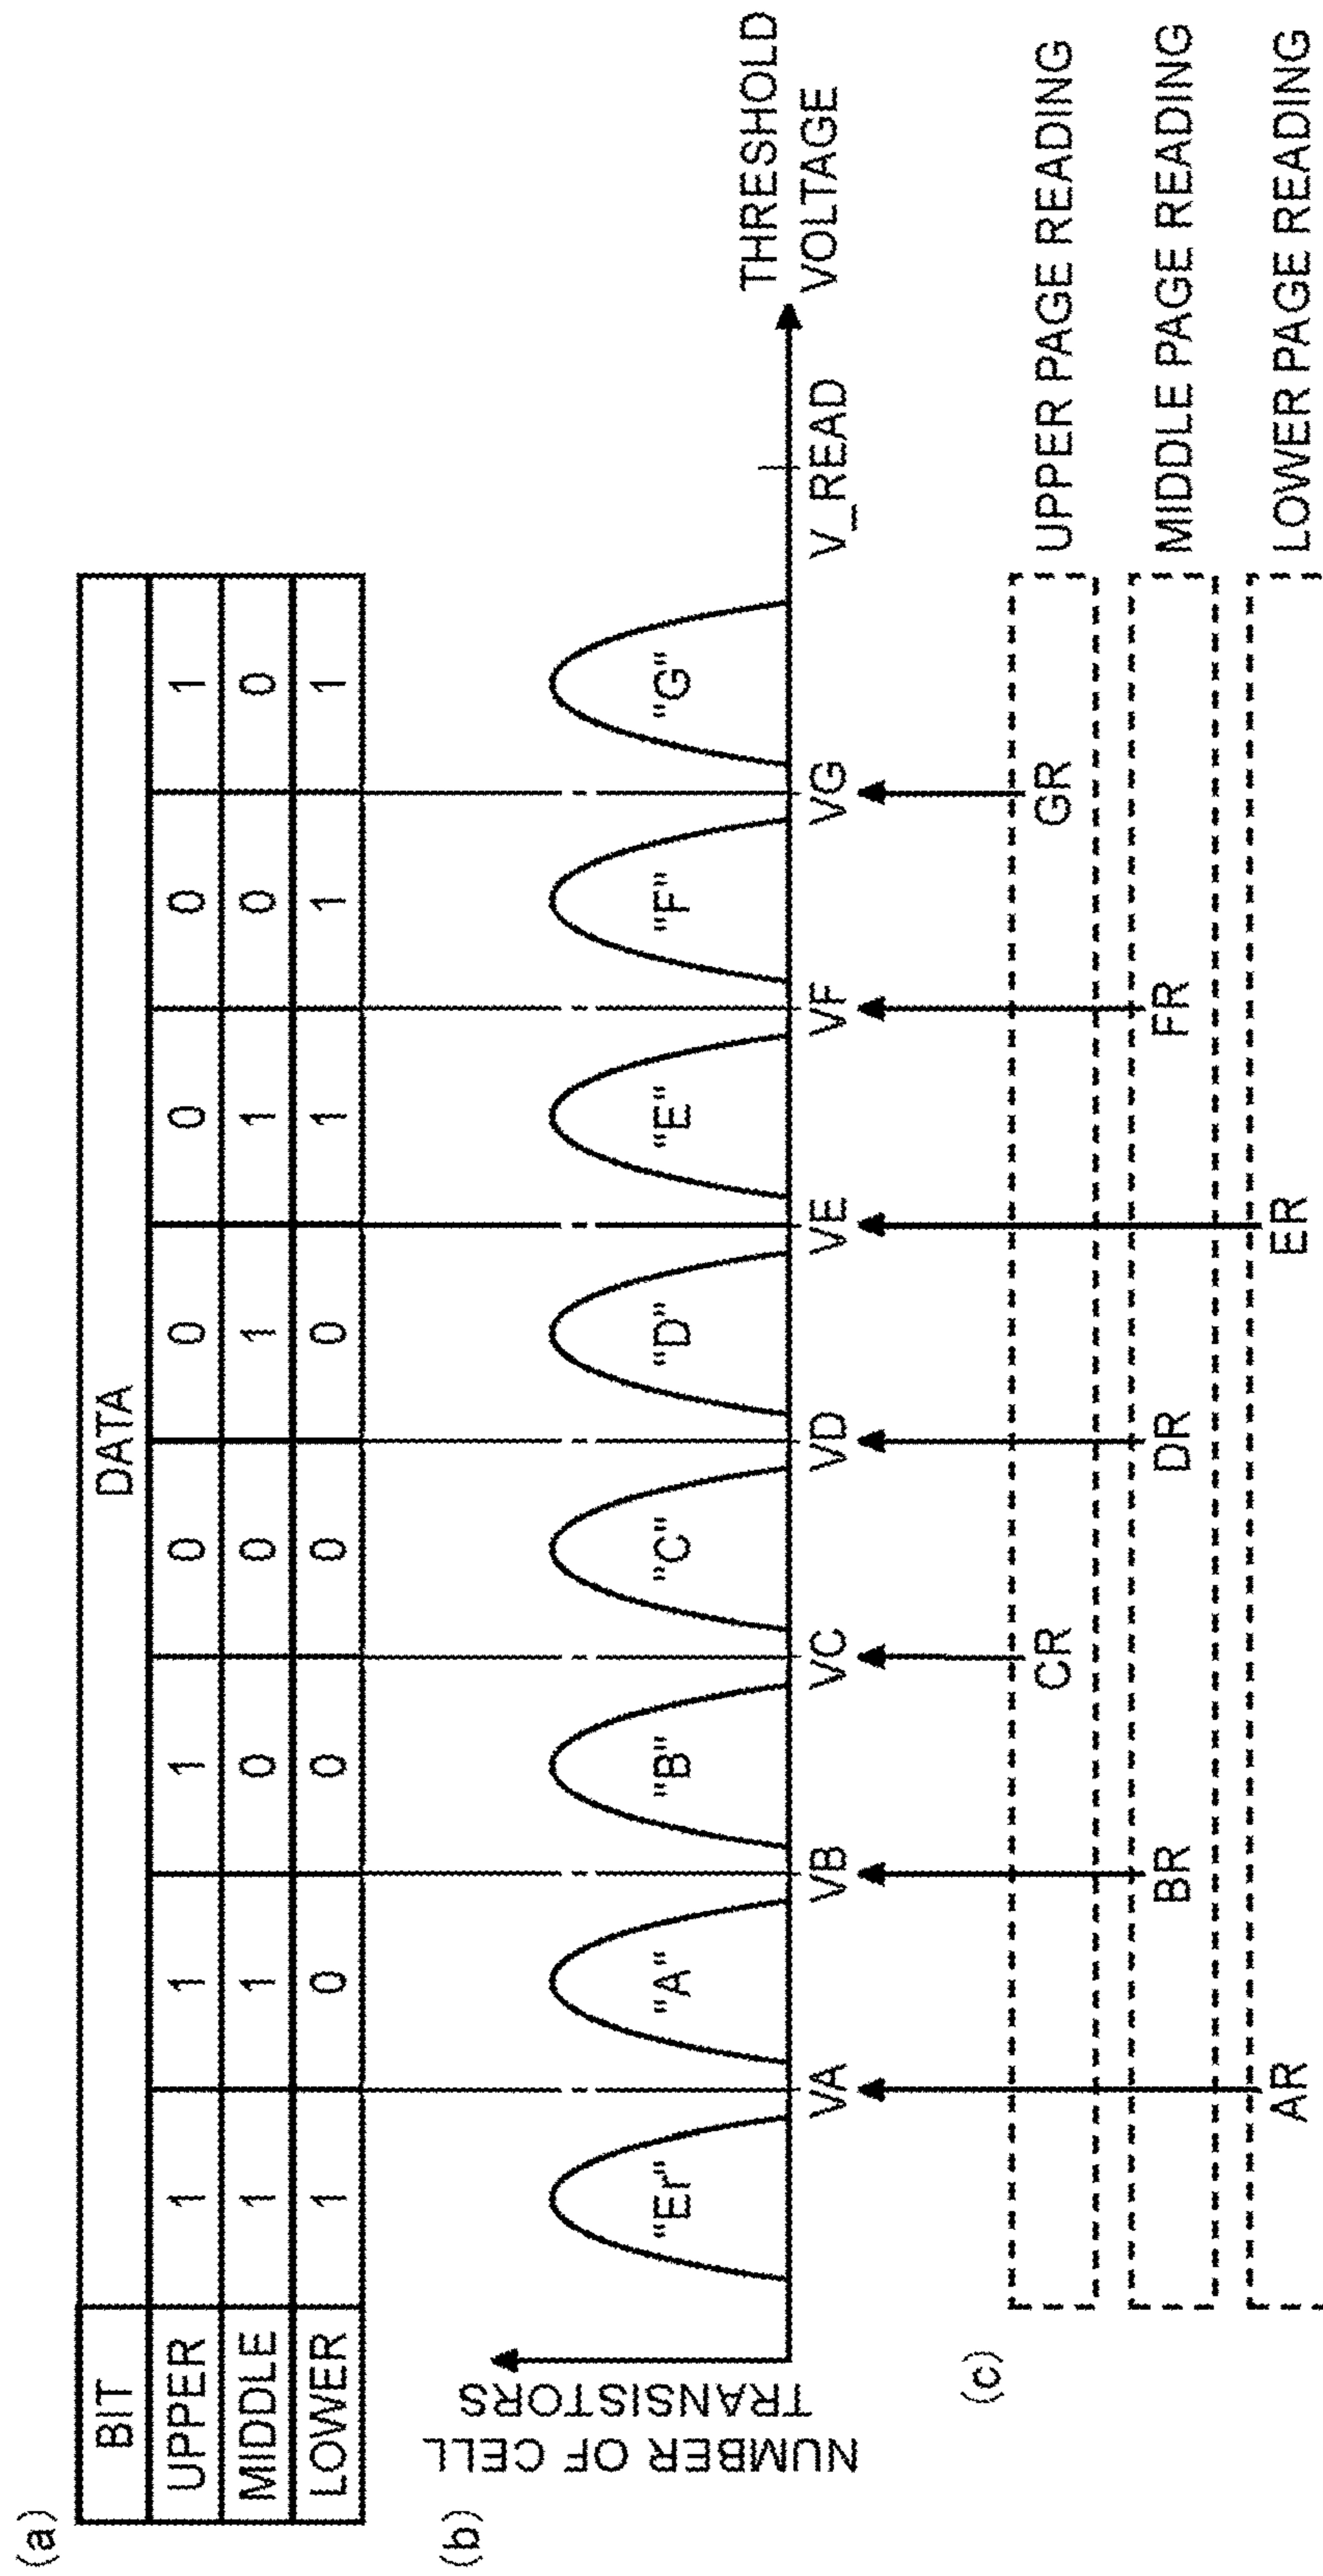 (a)
BIT DATA
UPPER 1 1 1 0 0 0 0 1
MIDDLE 1 1 0 0 1 1 0 0
LOWER 1 0 0 0 0 1 1 1
(b)
NUMBER OF CELL
TRANSISTORS
"Er" "A" "B" "C" "D" "E" "F" "G"
THRESHOLD
VOLTAGE
VA VB VC VD VE VF VG V_READ
(c)
CR GR UPPER PAGE READING
BR DR FR MIDDLE PAGE READING
AR ER LOWER PAGE READING